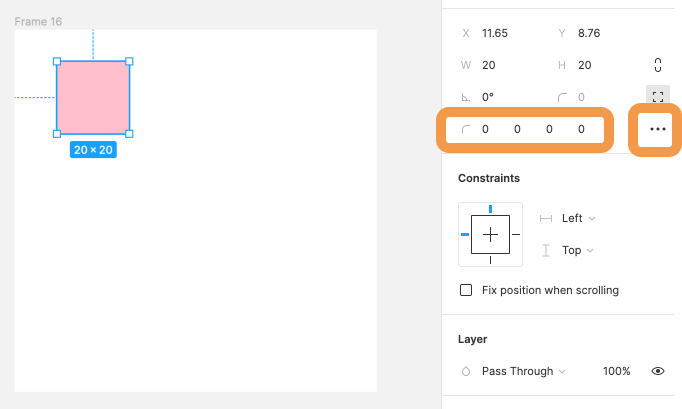 Frame 16
20 × 20
X 11.65 Y 8.76
W 20 H 20
0° 0
0 0 0 0
Constraints
Left
Top
Fix position when scrolling
Layer
Pass Through 100%